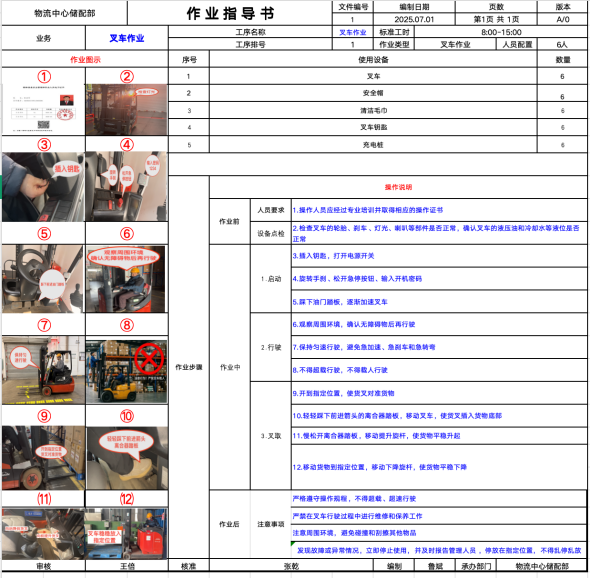 物流中心储配部
作业指导书
文件编号 编制日期 页数 版本
1 2025.07.01 第1页 共 1页 A/0
业务 叉车作业
工序名称 叉车作业 标准工时 8:00-15:00
工序排号 1 作业类型 叉车作业 人员配置 6人
作业图示
序号 使用设备 数量
1 叉车 6
2 安全帽 6
3 清洁毛巾 6
4 叉车钥匙 6
5 充电桩 6
① ②
③ ④
插入钥匙
⑤ ⑥
观察周围环境
确认无障碍物后再行驶
⑦ ⑧
⑨ ⑩
轻轻踩下前进箭头
离合器踏板
⑾ ⑿
叉车稳稳放入
指定位置
作业步骤
操作说明
作业前
人员要求 1.操作人员应经过专业培训并取得相应的操作证书
设备点检 2.检查叉车的轮胎、刹车、灯光、喇叭等部件是否正常，确认叉车的液压油和冷却水等液位是否正常
作业中
1.启动
3.插入钥匙，打开电源开关
4.旋转手刹、松开急停按钮、输入开机密码
5.踩下油门踏板，逐渐加速叉车
2.行驶
6.观察周围环境，确认无障碍物后再行驶
7.保持匀速行驶，避免急加速、急刹车和急转弯
8.不得超载行驶，不得载人行驶
3.叉取
9.开到指定位置，使货叉对准货物
10.轻轻踩下前进箭头的离合器踏板，移动叉车，使货叉插入货物底部
11.慢松开离合器踏板，移动提升旋杆，使货物平稳升起
12.移动货物到指定位置，移动下降旋杆，使货物平稳下降
作业后 注意事项
严格遵守操作规程，不得超载、超速行驶
严禁在叉车行驶过程中进行维修和保养工作
注意周围环境，避免碰撞和刮擦其他物品
发现故障或异常情况，立即停止使用，并及时报告管理人员，停放在指定位置，不得乱停乱放
审核 王倍 核准 张乾 编制 鲁斌 承办部门 物流中心储配部